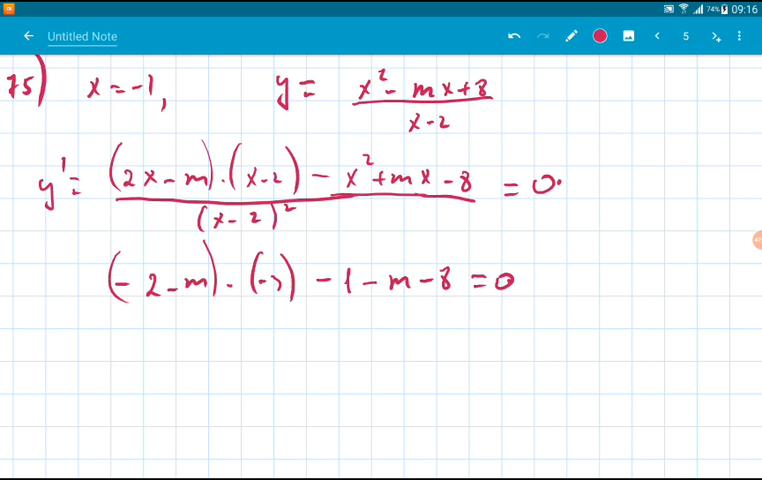 74% 09:16
Untitled Note 5
75) x = -1, y = (x² - mx + 8) / (x - 2)
y' = ((2x - m) · (x - 2) - x² + mx - 8) / (x - 2)² = 0.
(-2 - m) · (-3) - 1 - m - 8 = 0